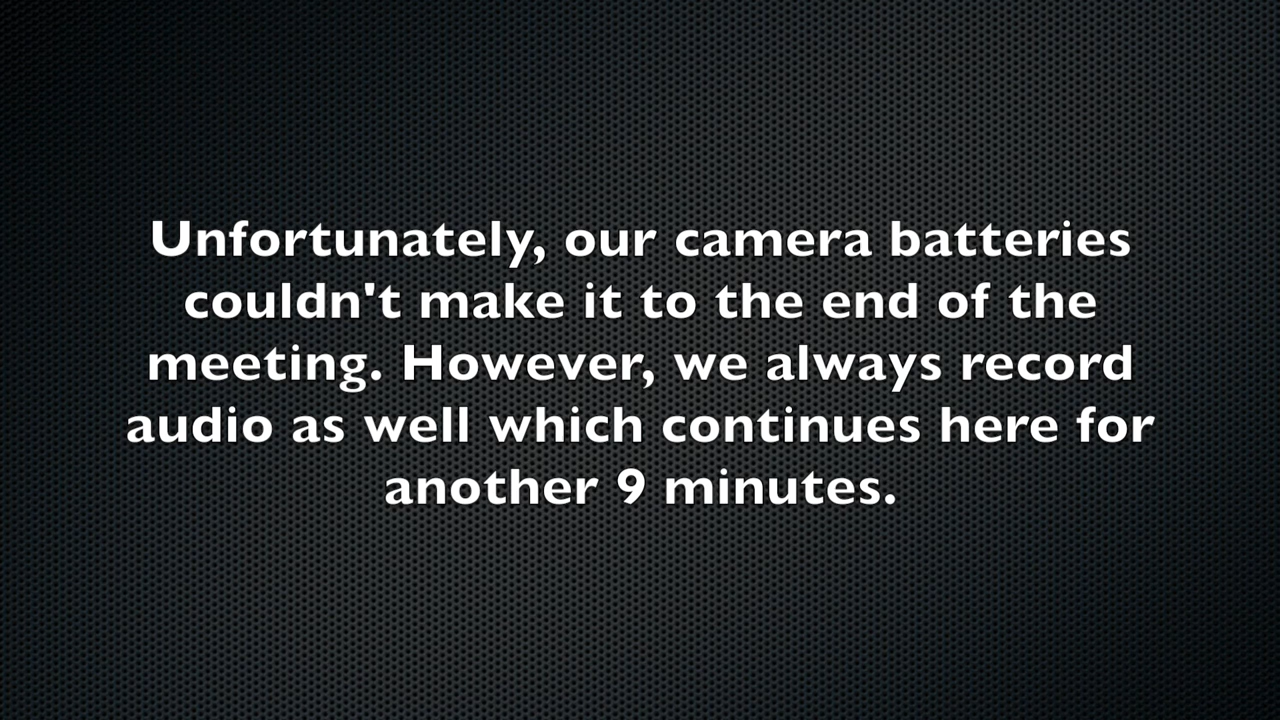 Unfortunately, our camera batteries
couldn't make it to the end of the
meeting. However, we always record
audio as well which continues here for
another 9 minutes.